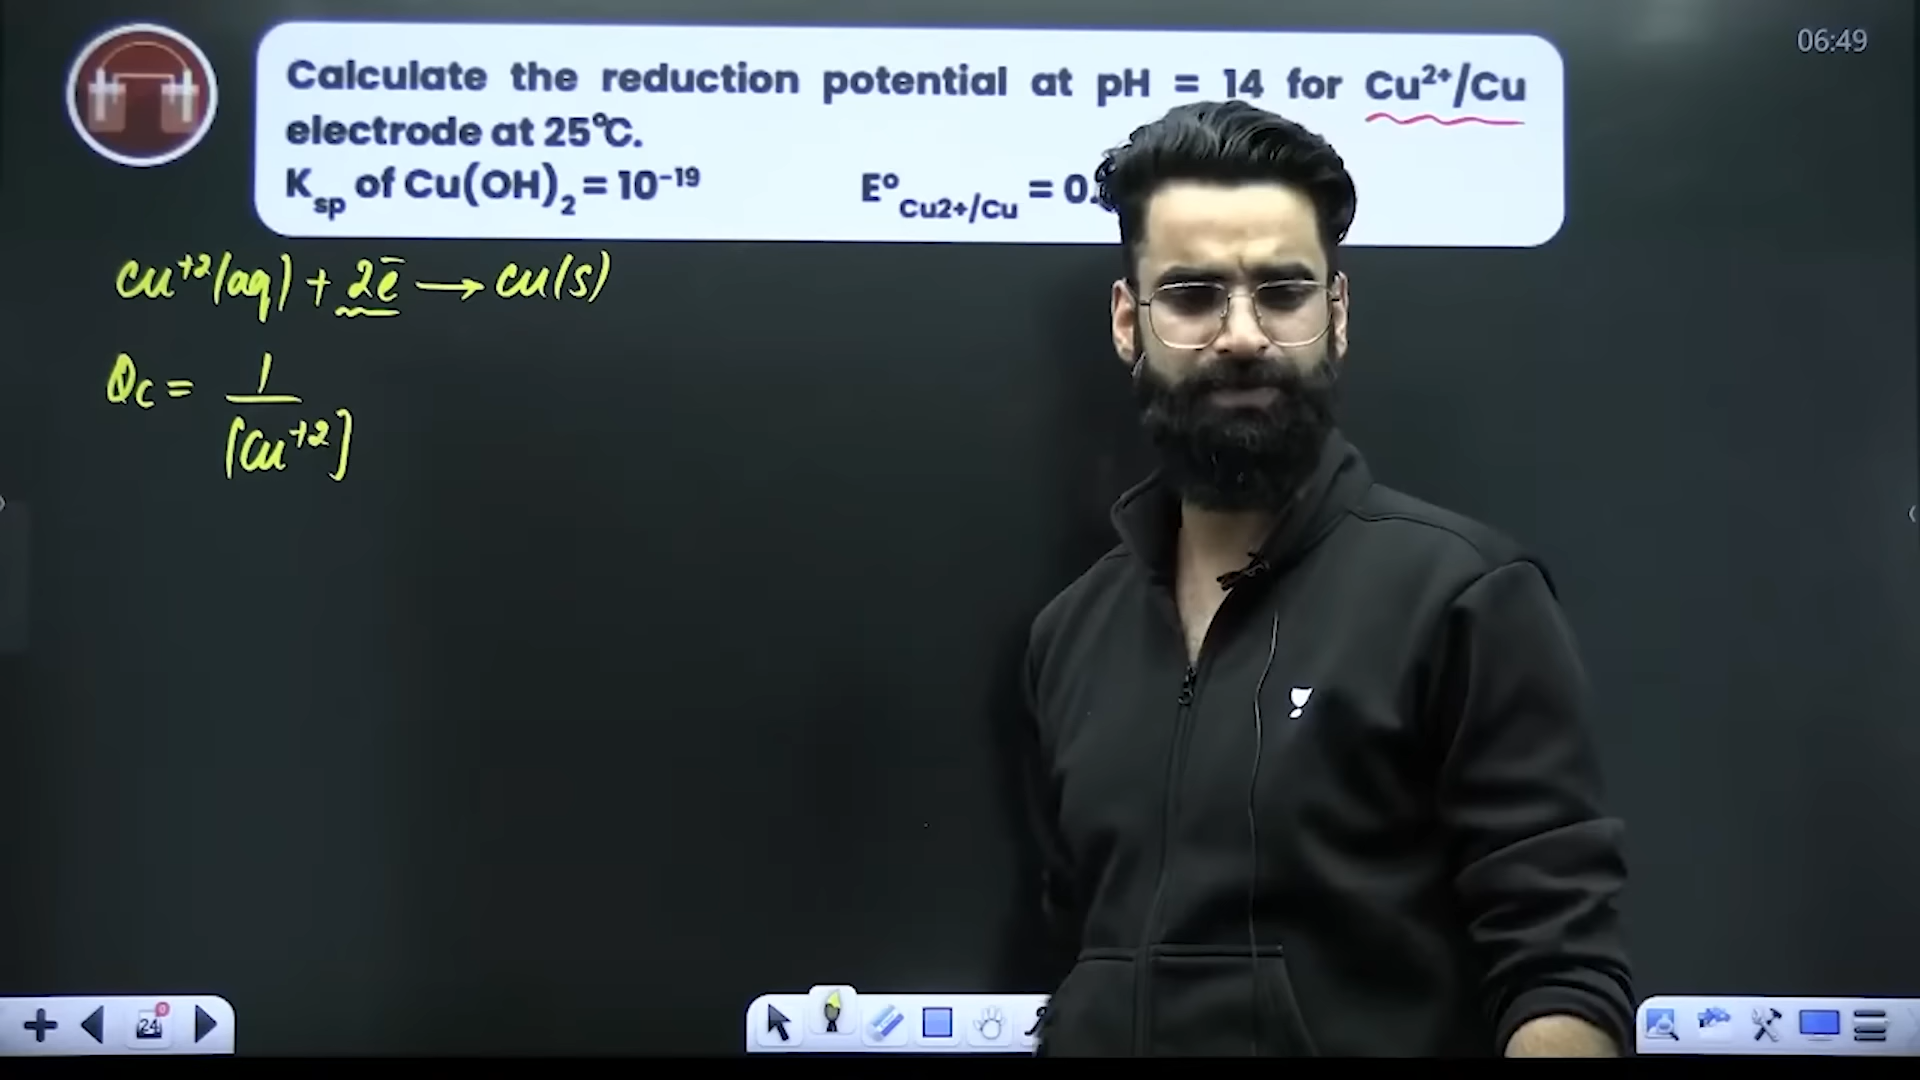 06:49
Calculate the reduction potential at pH = 14 for Cu²⁺/Cu
electrode at 25°C.
Ksp of Cu(OH)₂ = 10⁻¹⁹ E° Cu2+/Cu = 0.
Cu⁺²(aq) + 2ē → Cu(s)
Qc = 1
[Cu⁺²]
24
0